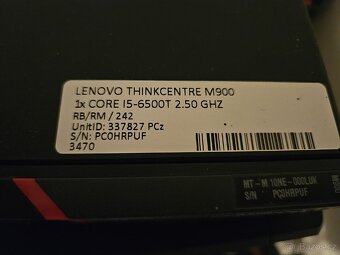 LENOVO THINKCENTRE M900
1x CORE I5-6500T 2.50 GHZ
RB/RM / 242
UnitID: 337827 PCz
S/N: PC0HRPUF
3470
MT-M 10NE-000LUK
S/N PC0HRPUF